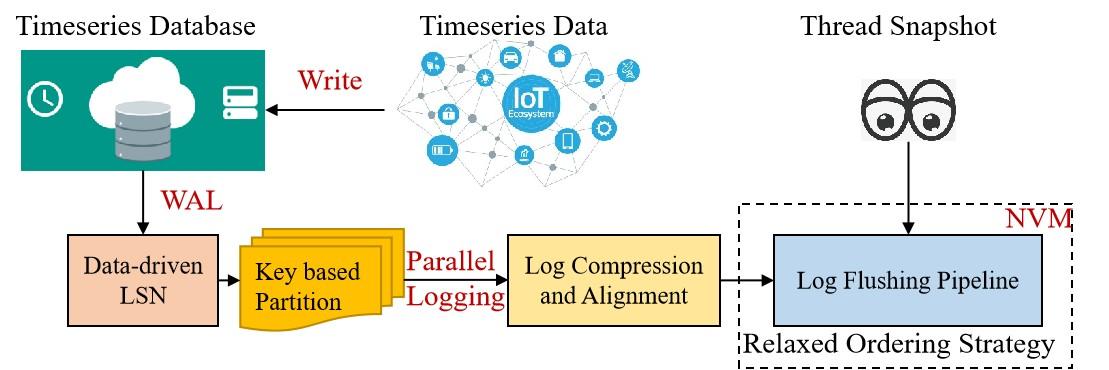 Timeseries Database
Timeseries Data
Thread Snapshot
Write
IoT
Ecosystem
WAL
NVM
Data-driven
LSN
Key based
Partition
Parallel
Logging
Log Compression
and Alignment
Log Flushing Pipeline
Relaxed Ordering Strategy